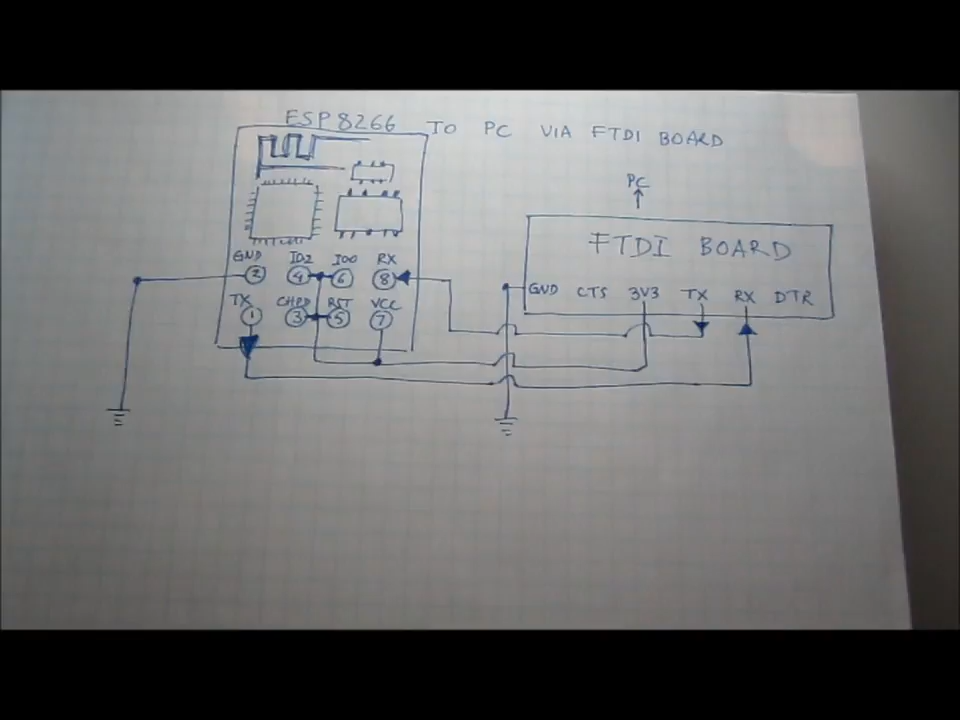 ESP8266 TO PC VIA FTDI BOARD
PC
FTDI BOARD
GND IO2 IO0 RX
2 4 6 8
GND CTS 3V3 TX RX DTR
TX CHPD RST VCC
1 3 5 7